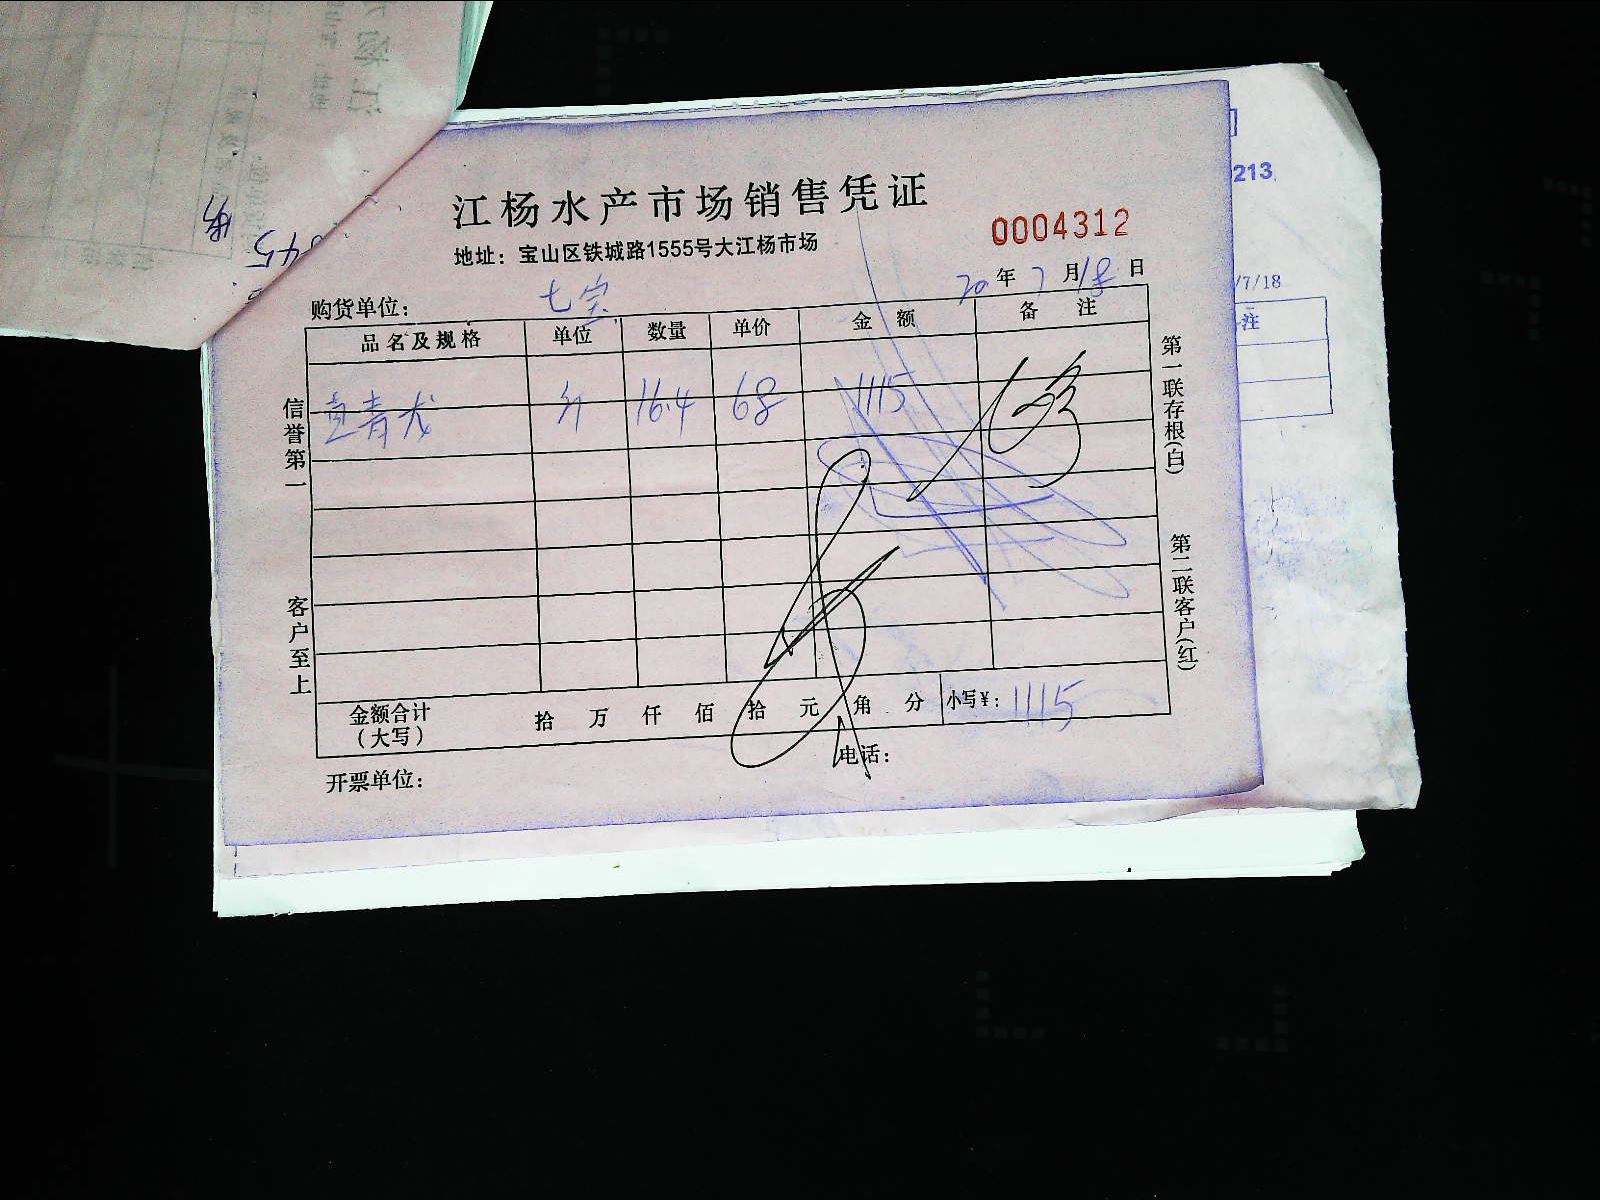 江杨水产市场销售凭证
0004312
地址：宝山区铁城路1555号大江杨市场
20年7月18日
购货单位：七宝
品名及规格 单位 数量 单价 金额 备注
青龙 斤 16.4 68 1115
金额合计（大写） 拾 万 仟 佰 拾 元 角 分 小写¥：1115
开票单位： 电话：
信誉第一
客户至上
第一联存根(白)
第二联客户(红)
213
/7/18
注